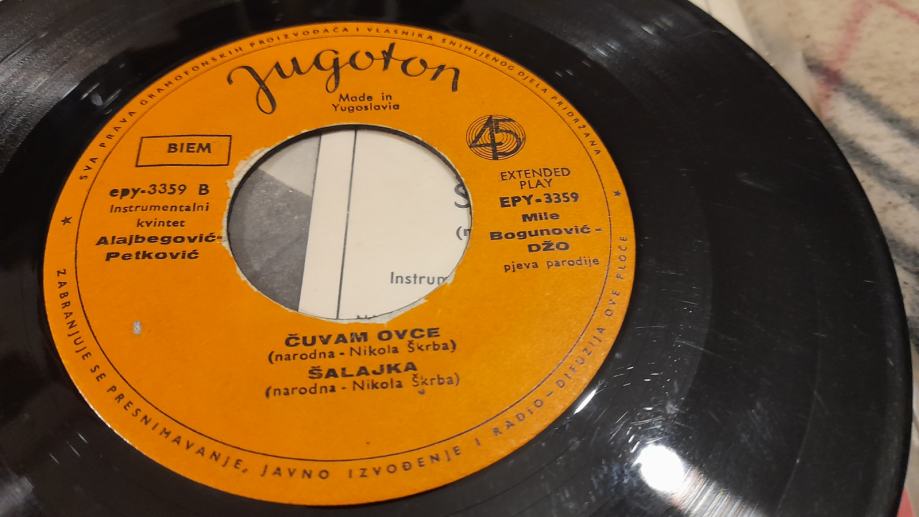 SVA PRAVA GRAMOFONSKIH PROIZVOĐAČA I VLASNIKA SNIMLJENOG DJELA PRIDRŽANA
Jugoton
Made in
Yugoslavia
BIEM
45
epy-3359 B
Instrumentalni
kvintet
Alajbegović-
Petković
EXTENDED
PLAY
EPY-3359
Mile
Bogunović-
DŽO
pjeva parodije
S
(n
Instrum
ČUVAM OVCE
(narodna - Nikola Škrba)
ŠALAJKA
(narodna - Nikola Škrba)
ZABRANJUJE SE PRESNIMAVANJE, JAVNO IZVOĐENJE I RADIO-DIFUZIJA OVE PLOČE